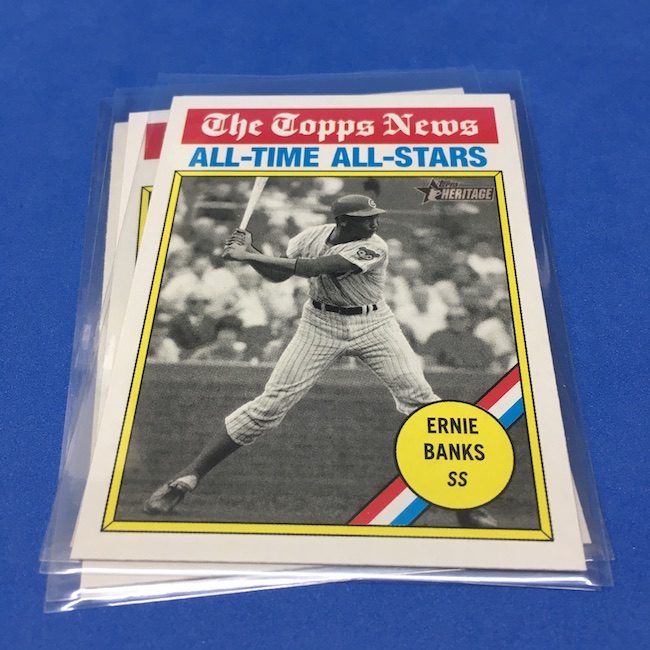 The Topps News
ALL-TIME ALL-STARS
Topps
HERITAGE
ERNIE
BANKS
SS